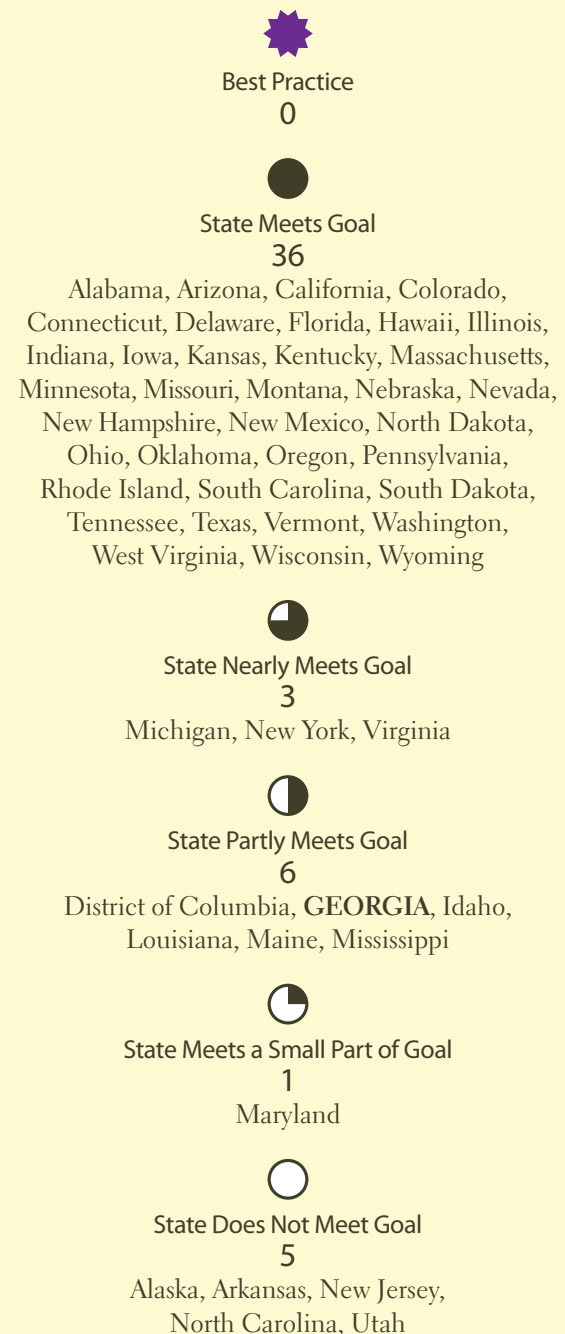 Best Practice
0
State Meets Goal
36
Alabama, Arizona, California, Colorado,
Connecticut, Delaware, Florida, Hawaii, Illinois,
Indiana, Iowa, Kansas, Kentucky, Massachusetts,
Minnesota, Missouri, Montana, Nebraska, Nevada,
New Hampshire, New Mexico, North Dakota,
Ohio, Oklahoma, Oregon, Pennsylvania,
Rhode Island, South Carolina, South Dakota,
Tennessee, Texas, Vermont, Washington,
West Virginia, Wisconsin, Wyoming
State Nearly Meets Goal
3
Michigan, New York, Virginia
State Partly Meets Goal
6
District of Columbia, GEORGIA, Idaho,
Louisiana, Maine, Mississippi
State Meets a Small Part of Goal
1
Maryland
State Does Not Meet Goal
5
Alaska, Arkansas, New Jersey,
North Carolina, Utah